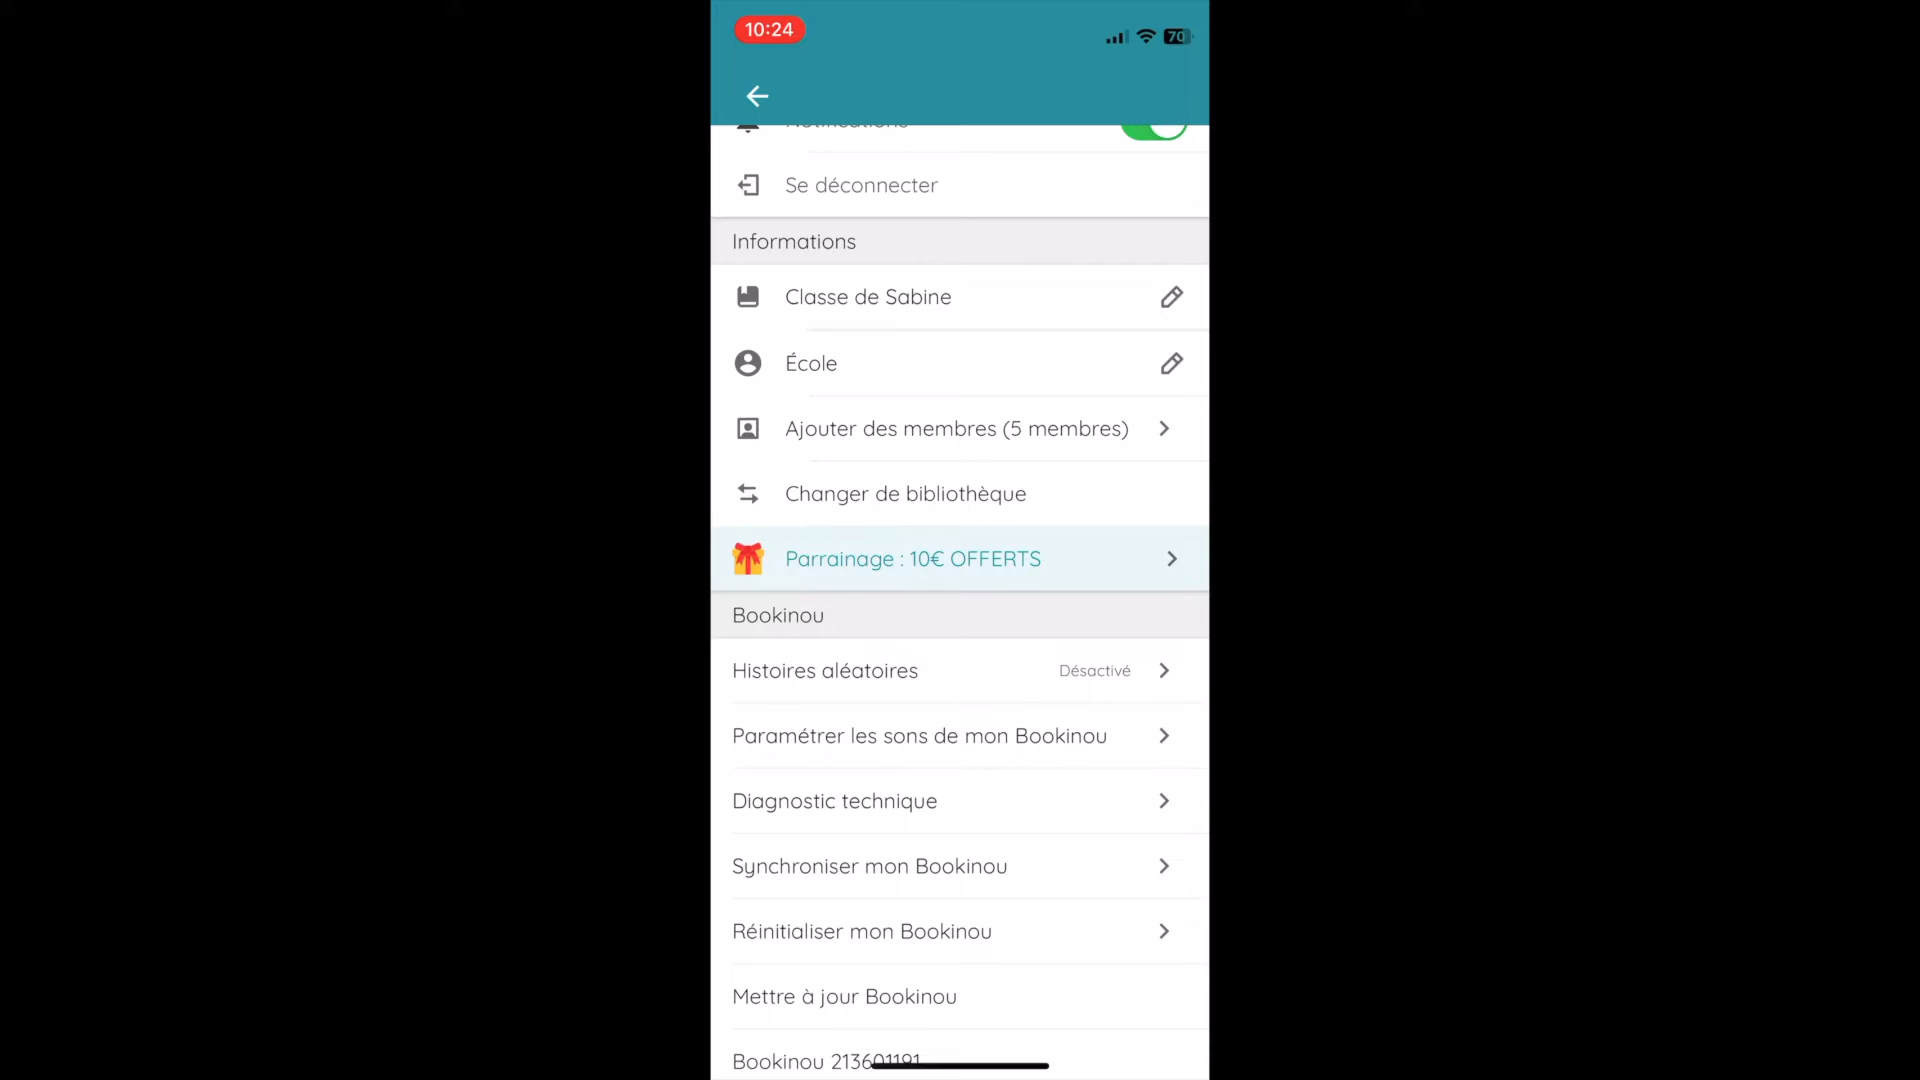 10:24
70
Notifications
Se déconnecter
Informations
Classe de Sabine
École
Ajouter des membres (5 membres)
Changer de bibliothèque
Parrainage : 10€ OFFERTS
Bookinou
Histoires aléatoires Désactivé
Paramétrer les sons de mon Bookinou
Diagnostic technique
Synchroniser mon Bookinou
Réinitialiser mon Bookinou
Mettre à jour Bookinou
Bookinou 213601191